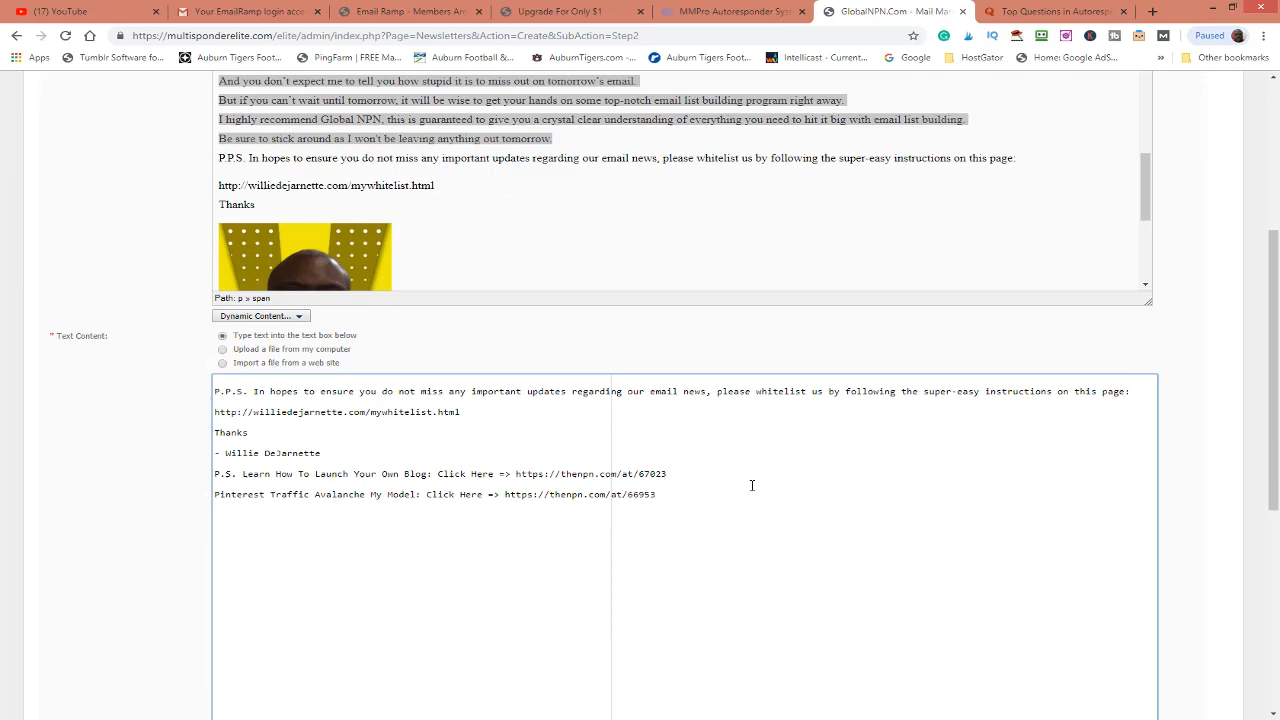 (17) YouTube
Your EmailRamp login acce
Email Ramp - Members Are
Upgrade For Only $1
MMPro Autoresponder Sys
GlobalNPN.Com - Mail Ma
Top Questions in Autoresp
https://multisponderelite.com/elite/admin/index.php?Page=Newsletters&Action=Create&SubAction=Step2
Paused
Apps
Tumblr Software fo...
Auburn Tigers Foot...
PingFarm | Free Ma...
Auburn Football &...
AuburnTigers.com -...
Auburn Tigers Foot...
Intellicast - Current...
Google
HostGator
Home: Google AdS...
»
Other bookmarks
And you don't expect me to tell you how stupid it is to miss out on tomorrow's email.
But if you can't wait until tomorrow, it will be wise to get your hands on some top-notch email list building program right away.
I highly recommend Global NPN, this is guaranteed to give you a crystal clear understanding of everything you need to hit it big with email list building.
Be sure to stick around as I won't be leaving anything out tomorrow.
P.P.S. In hopes to ensure you do not miss any important updates regarding our email news, please whitelist us by following the super-easy instructions on this page:
http://williedejarnette.com/mywhitelist.html
Thanks
Path: p » span
Dynamic Content...
* Text Content:
Type text into the text box below
Upload a file from my computer
Import a file from a web site
P.P.S. In hopes to ensure you do not miss any important updates regarding our email news, please whitelist us by following the super-easy instructions on this page:
http://williedejarnette.com/mywhitelist.html
Thanks
- Willie DeJarnette
P.S. Learn How To Launch Your Own Blog: Click Here => https://thenpn.com/at/67023
Pinterest Traffic Avalanche My Model: Click Here => https://thenpn.com/at/66953